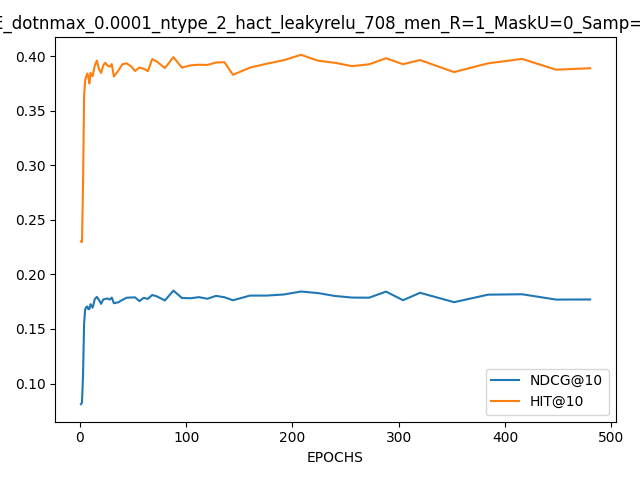 E_dotnmax_0.0001_ntype_2_hact_leakyrelu_708_men_R=1_MaskU=0_Samp=
0.40
0.35
0.30
0.25
0.20
0.15
0.10
NDCG@10
HIT@10
0 100 200 300 400 500
EPOCHS